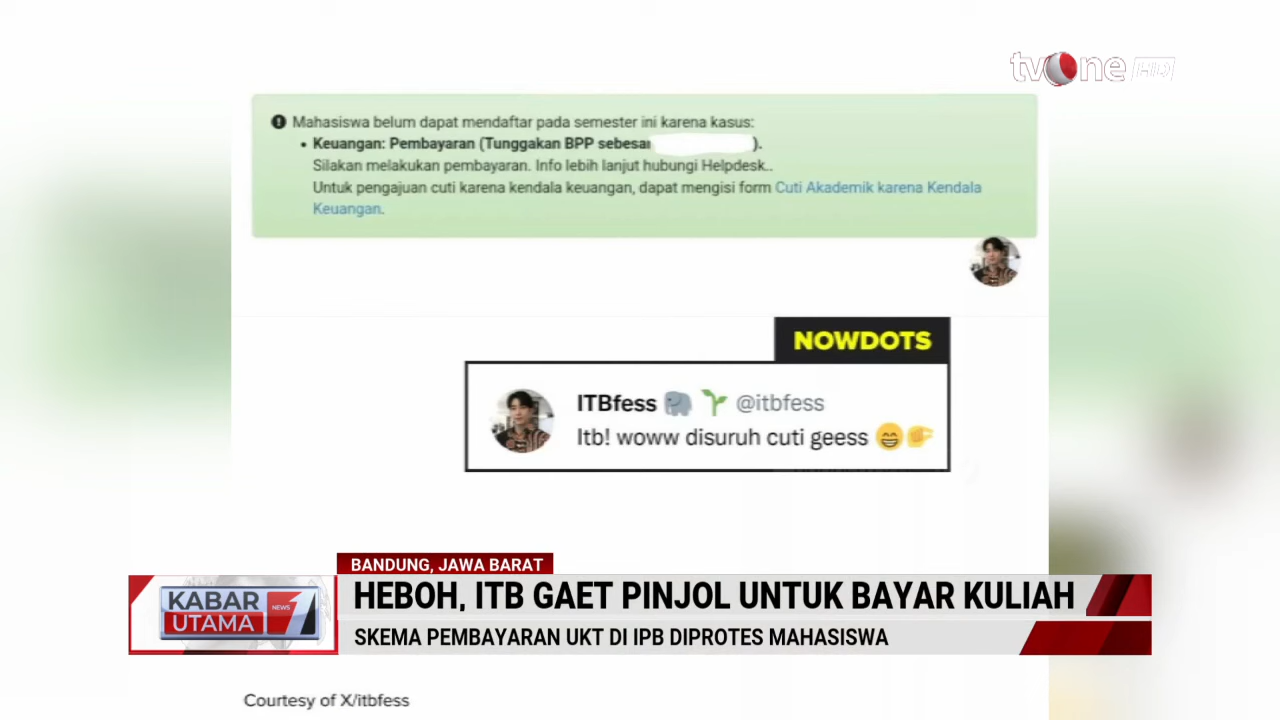 tvOne HD
Mahasiswa belum dapat mendaftar pada semester ini karena kasus:
• Keuangan: Pembayaran (Tunggakan BPP sebesar ).
Silakan melakukan pembayaran. Info lebih lanjut hubungi Helpdesk..
Untuk pengajuan cuti karena kendala keuangan, dapat mengisi form Cuti Akademik karena Kendala
Keuangan.
NOWDOTS
ITBfess 🐘 🌱 @itbfess
Itb! woww disuruh cuti geess 😁🤏
BANDUNG, JAWA BARAT
HEBOH, ITB GAET PINJOL UNTUK BAYAR KULIAH
KABAR
UTAMA
NEWS 1
SKEMA PEMBAYARAN UKT DI IPB DIPROTES MAHASISWA
Courtesy of X/itbfess